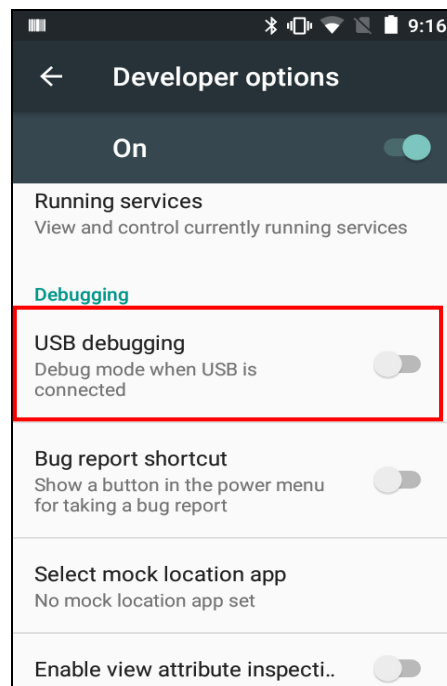 9:16
Developer options
On
Running services
View and control currently running services
Debugging
USB debugging
Debug mode when USB is
connected
Bug report shortcut
Show a button in the power menu
for taking a bug report
Select mock location app
No mock location app set
Enable view attribute inspecti..